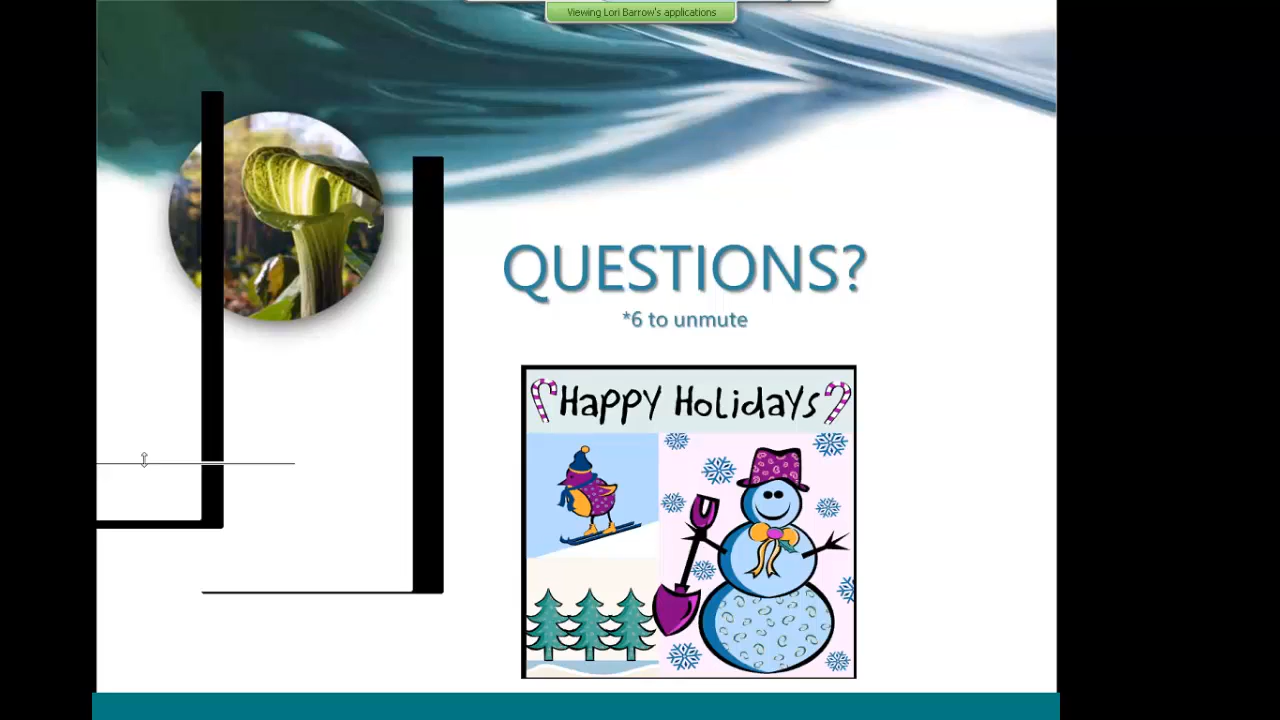 Viewing Lori Barrow's applications
QUESTIONS?
*6 to unmute
Happy Holidays